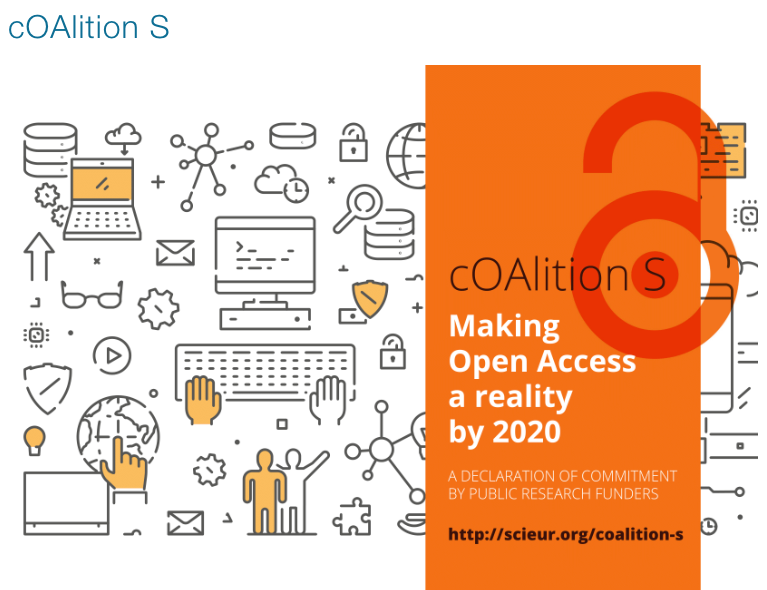 cOAlition S
cOAlition S
Making
Open Access
a reality
by 2020
A DECLARATION OF COMMITMENT
BY PUBLIC RESEARCH FUNDERS
http://scieur.org/coalition-s